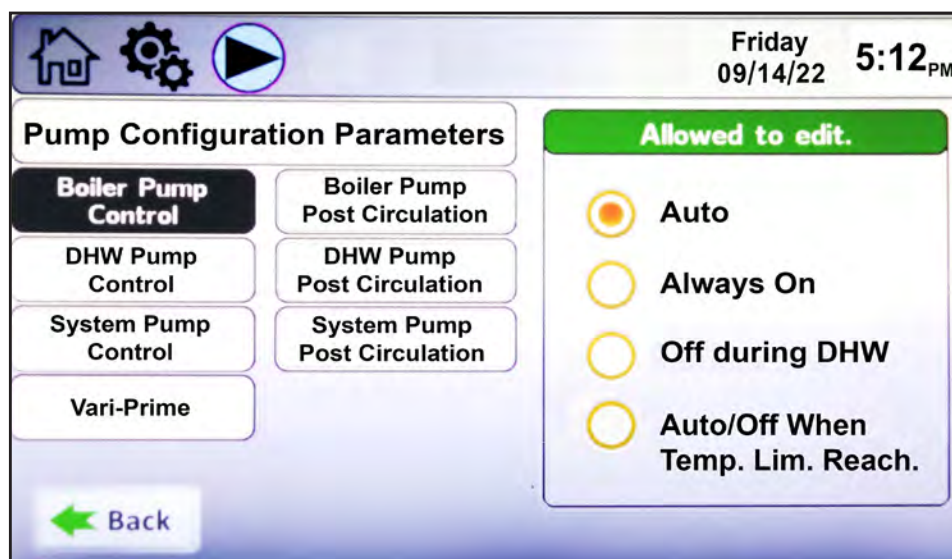 Friday
09/14/22
5:12PM
Pump Configuration Parameters
Boiler Pump
Control
Boiler Pump
Post Circulation
DHW Pump
Control
DHW Pump
Post Circulation
System Pump
Control
System Pump
Post Circulation
Vari-Prime
Back
Allowed to edit.
Auto
Always On
Off during DHW
Auto/Off When
Temp. Lim. Reach.